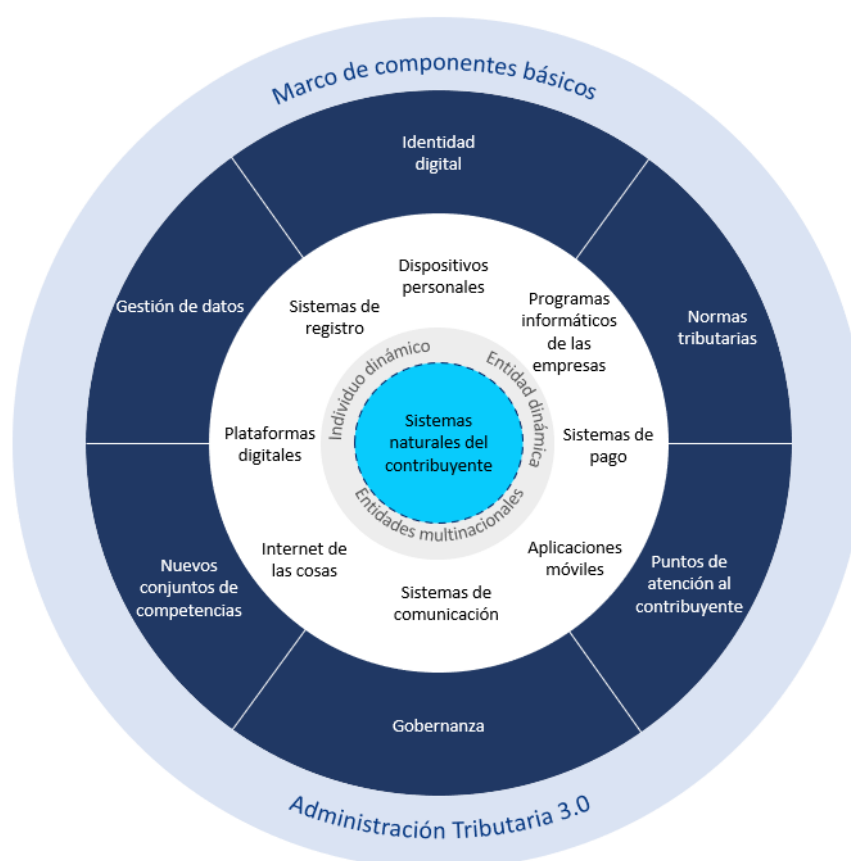 Marco de componentes básicos
Identidad
digital
Gestión de datos
Normas
tributarias
Dispositivos
personales
Sistemas de
registro
Programas
informáticos
de las
empresas
Individuo dinámico
Entidad dinámica
Sistemas
naturales del
contribuyente
Plataformas
digitales
Sistemas de
pago
Entidades multinacionales
Internet de
las cosas
Aplicaciones
móviles
Sistemas de
comunicación
Nuevos
conjuntos de
competencias
Puntos de
atención al
contribuyente
Gobernanza
Administración Tributaria 3.0